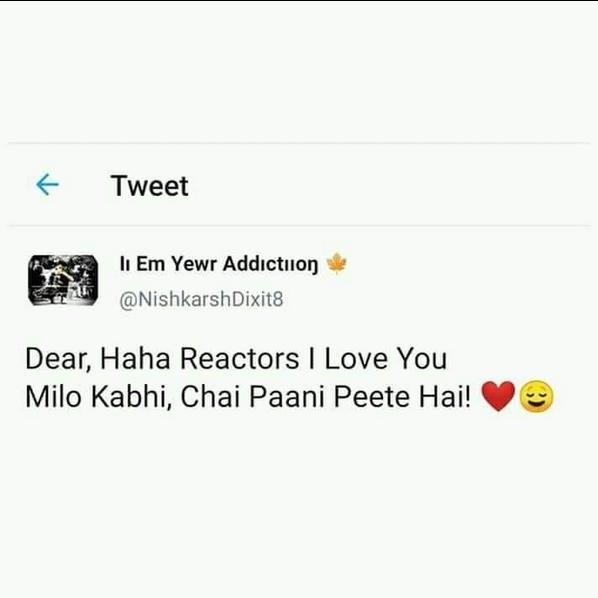 Tweet
Iı Em Yewr Addıctııoŋ 🍁
@NishkarshDixit8
Dear, Haha Reactors I Love You
Milo Kabhi, Chai Paani Peete Hai! ❤️😌